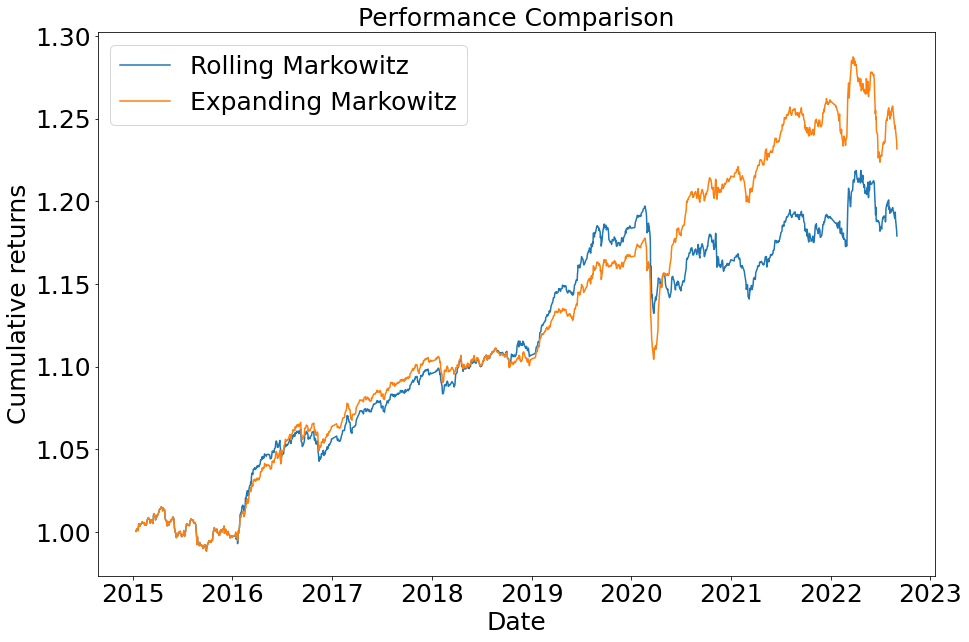 Performance Comparison
Rolling Markowitz
Expanding Markowitz
Cumulative returns
1.30
1.25
1.20
1.15
1.10
1.05
1.00
2015 2016 2017 2018 2019 2020 2021 2022 2023
Date